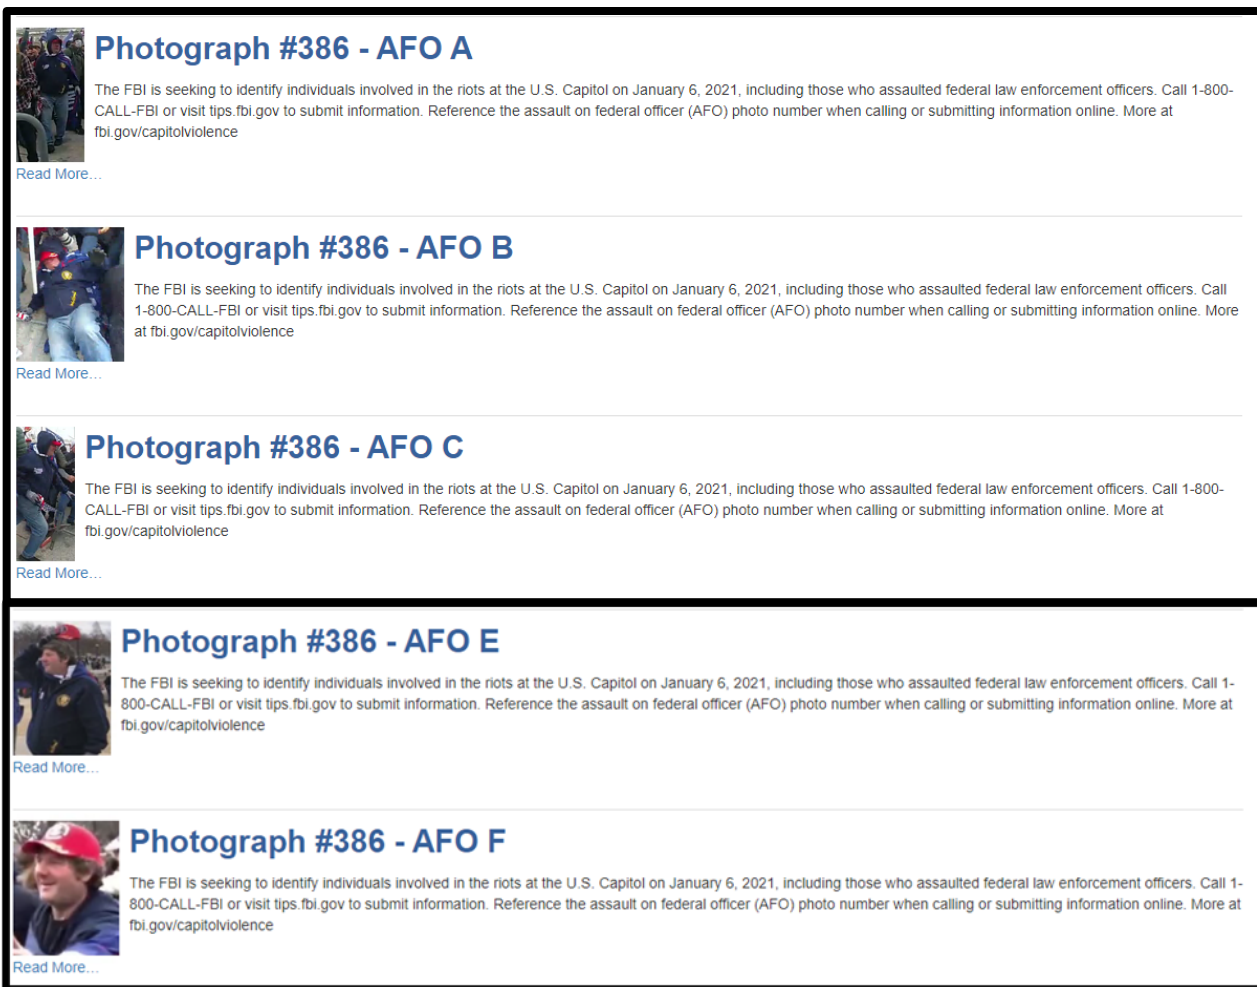 Photograph #386 - AFO A
The FBI is seeking to identify individuals involved in the riots at the U.S. Capitol on January 6, 2021, including those who assaulted federal law enforcement officers. Call 1-800-
CALL-FBI or visit tips.fbi.gov to submit information. Reference the assault on federal officer (AFO) photo number when calling or submitting information online. More at
fbi.gov/capitolviolence
Read More...
Photograph #386 - AFO B
The FBI is seeking to identify individuals involved in the riots at the U.S. Capitol on January 6, 2021, including those who assaulted federal law enforcement officers. Call
1-800-CALL-FBI or visit tips.fbi.gov to submit information. Reference the assault on federal officer (AFO) photo number when calling or submitting information online. More
at fbi.gov/capitolviolence
Read More...
Photograph #386 - AFO C
The FBI is seeking to identify individuals involved in the riots at the U.S. Capitol on January 6, 2021, including those who assaulted federal law enforcement officers. Call 1-800-
CALL-FBI or visit tips.fbi.gov to submit information. Reference the assault on federal officer (AFO) photo number when calling or submitting information online. More at
fbi.gov/capitolviolence
Read More...
Photograph #386 - AFO E
The FBI is seeking to identify individuals involved in the riots at the U.S. Capitol on January 6, 2021, including those who assaulted federal law enforcement officers. Call 1-
800-CALL-FBI or visit tips.fbi.gov to submit information. Reference the assault on federal officer (AFO) photo number when calling or submitting information online. More at
fbi.gov/capitolviolence
Read More...
Photograph #386 - AFO F
The FBI is seeking to identify individuals involved in the riots at the U.S. Capitol on January 6, 2021, including those who assaulted federal law enforcement officers. Call 1-
800-CALL-FBI or visit tips.fbi.gov to submit information. Reference the assault on federal officer (AFO) photo number when calling or submitting information online. More at
fbi.gov/capitolviolence
Read More...